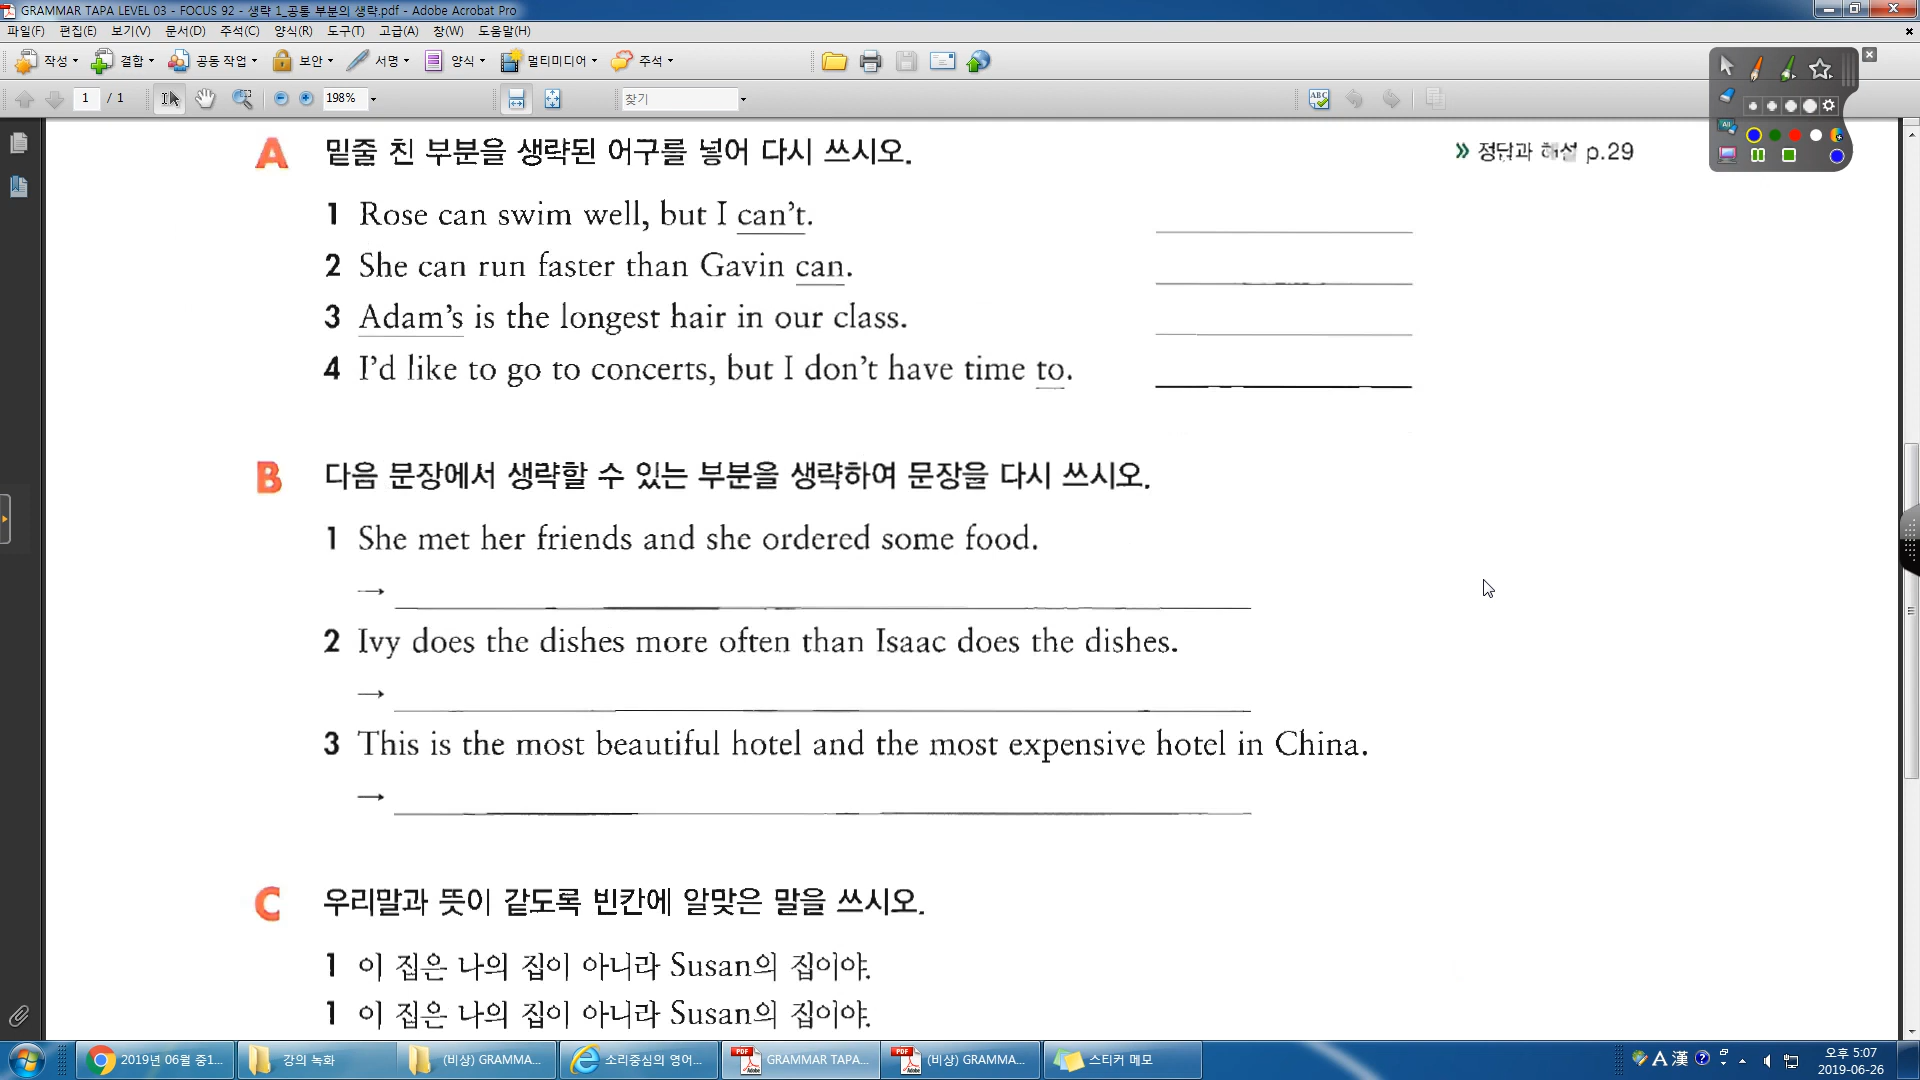 GRAMMAR TAPA LEVEL 03 - FOCUS 92 - 생략 1_공통 부분의 생략.pdf - Adobe Acrobat Pro
파일(F) 편집(E) 보기(V) 문서(D) 주석(C) 양식(R) 도구(T) 고급(A) 창(W) 도움말(H)
작성 결합 공동 작업 보안 서명 양식 멀티미디어 주석
1 / 1 198% 찾기
A 밑줄 친 부분을 생략된 어구를 넣어 다시 쓰시오. » 정답과 해설 p.29
1 Rose can swim well, but I can't.
2 She can run faster than Gavin can.
3 Adam's is the longest hair in our class.
4 I'd like to go to concerts, but I don't have time to.
B 다음 문장에서 생략할 수 있는 부분을 생략하여 문장을 다시 쓰시오.
1 She met her friends and she ordered some food.
→
2 Ivy does the dishes more often than Isaac does the dishes.
→
3 This is the most beautiful hotel and the most expensive hotel in China.
→
C 우리말과 뜻이 같도록 빈칸에 알맞은 말을 쓰시오.
1 이 집은 나의 집이 아니라 Susan의 집이야.
1 이 집은 나의 집이 아니라 Susan의 집이야.
2019년 06월 중1... 강의 녹화 (비상) GRAMMA... 소리중심의 영어... GRAMMAR TAPA... (비상) GRAMMA... 스티커 메모 A 漢 오후 5:07
2019-06-26